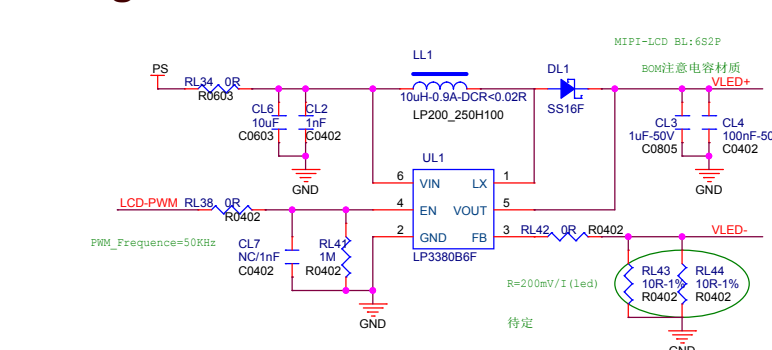 MIPI-LCD BL:6S2P
LL1
PS
DL1
BOM注意电容材质
RL34 0R
R0603
VLED+
10uH-0.9A-DCR<0.02R
SS16F
LP200_250H100
CL6
10uF
C0603
CL2
1nF
C0402
CL3
1uF-50V
C0805
CL4
100nF-50
C0402
GND
GND
UL1
6
VIN
LX
1
LCD-PWM
RL38 0R
R0402
4
EN
VOUT
5
2
GND
FB
3
RL42 0R
R0402
VLED-
LP3380B6F
PWM_Frequence=50KHz
CL7
NC/1nF
C0402
RL41
1M
R0402
R=200mV/I(led)
RL43
10R-1%
R0402
RL44
10R-1%
R0402
GND
待定
GND